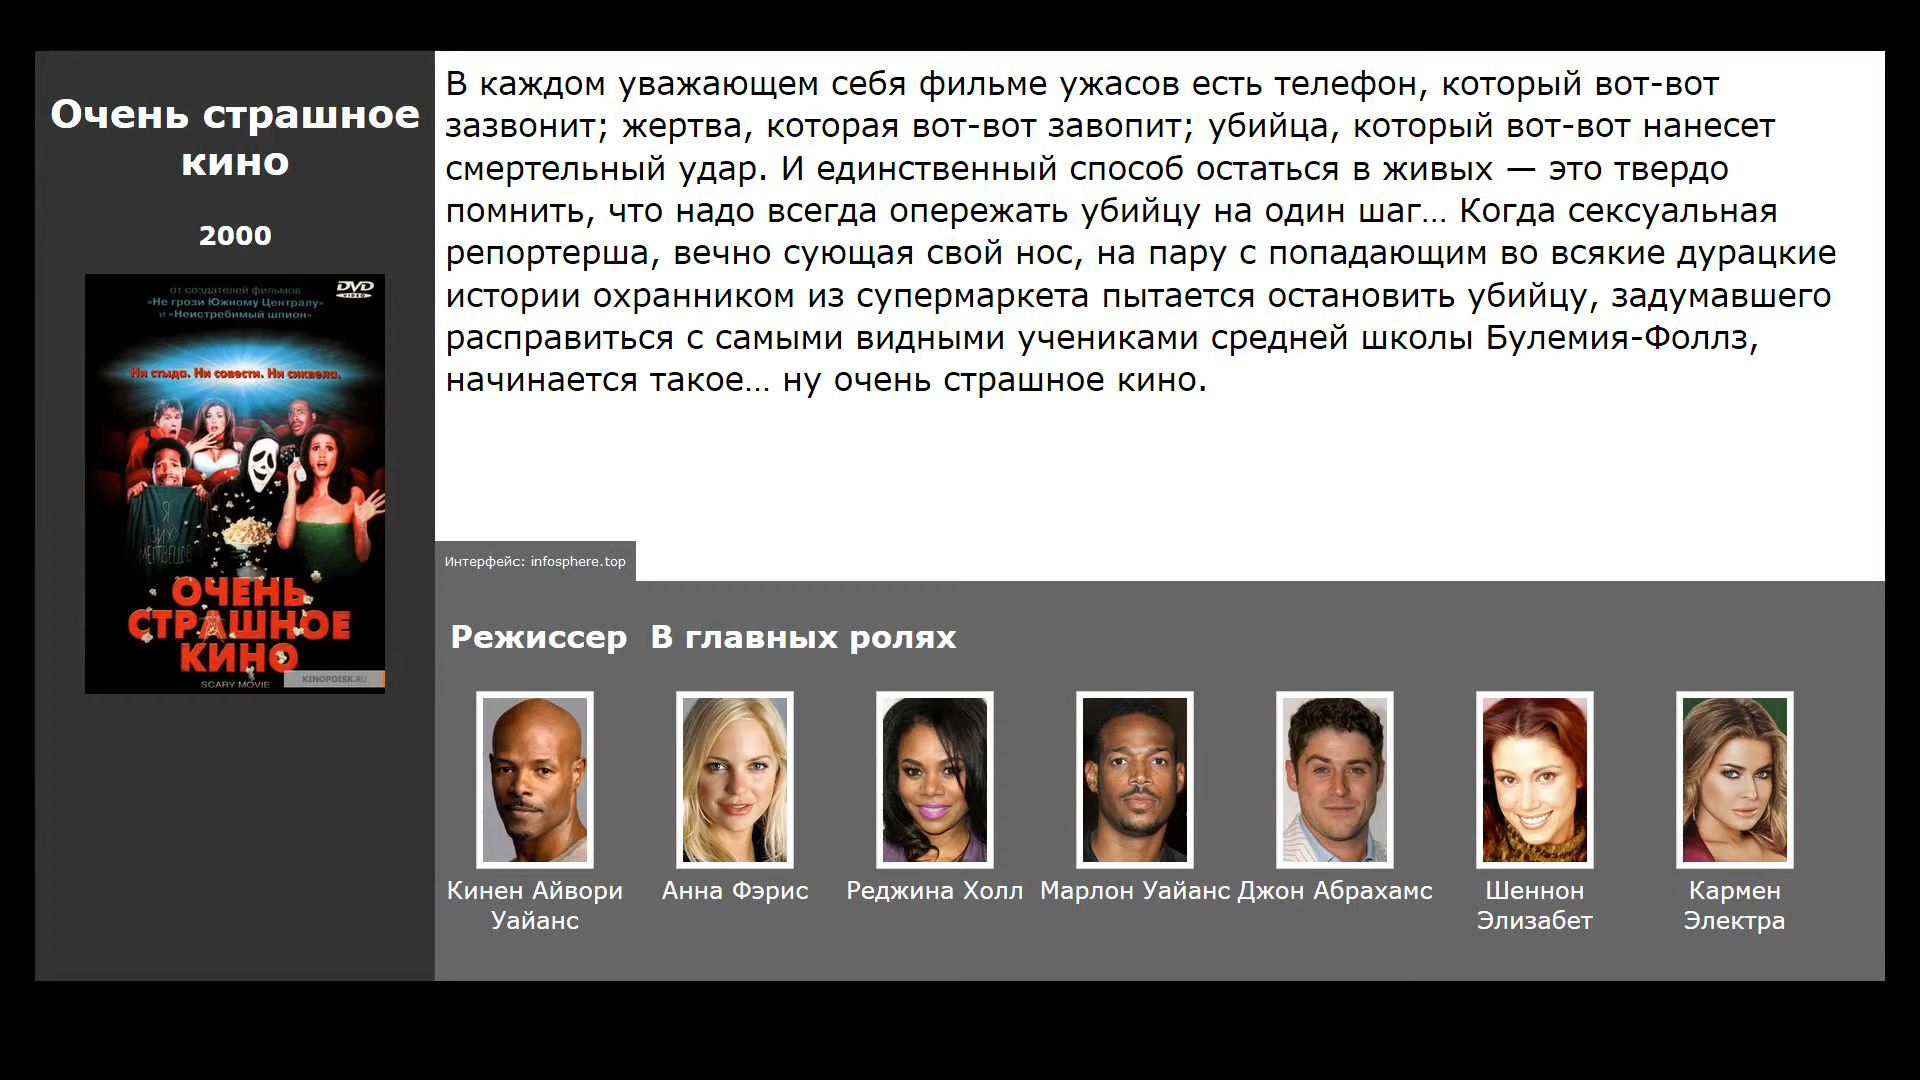 Очень страшное
кино
2000
DVD
VIDEO
от создателей фильмов
«Не грози Южному Централу»
и «Неистребимый шпион»
Ни стыда. Ни совести. Ни сиквела.
Я
ВИЖУ
МЕРТВЕЦОВ
ОЧЕНЬ
СТРАШНОЕ
КИНО
SCARY MOVIE
KINOPOISK.RU
В каждом уважающем себя фильме ужасов есть телефон, который вот-вот
зазвонит; жертва, которая вот-вот завопит; убийца, который вот-вот нанесет
смертельный удар. И единственный способ остаться в живых — это твердо
помнить, что надо всегда опережать убийцу на один шаг… Когда сексуальная
репортерша, вечно сующая свой нос, на пару с попадающим во всякие дурацкие
истории охранником из супермаркета пытается остановить убийцу, задумавшего
расправиться с самыми видными учениками средней школы Булемия-Фоллз,
начинается такое… ну очень страшное кино.
Интерфейс: infosphere.top
Режиссер В главных ролях
Кинен Айвори
Уайанс
Анна Фэрис
Реджина Холл
Марлон Уайанс
Джон Абрахамс
Шеннон
Элизабет
Кармен
Электра